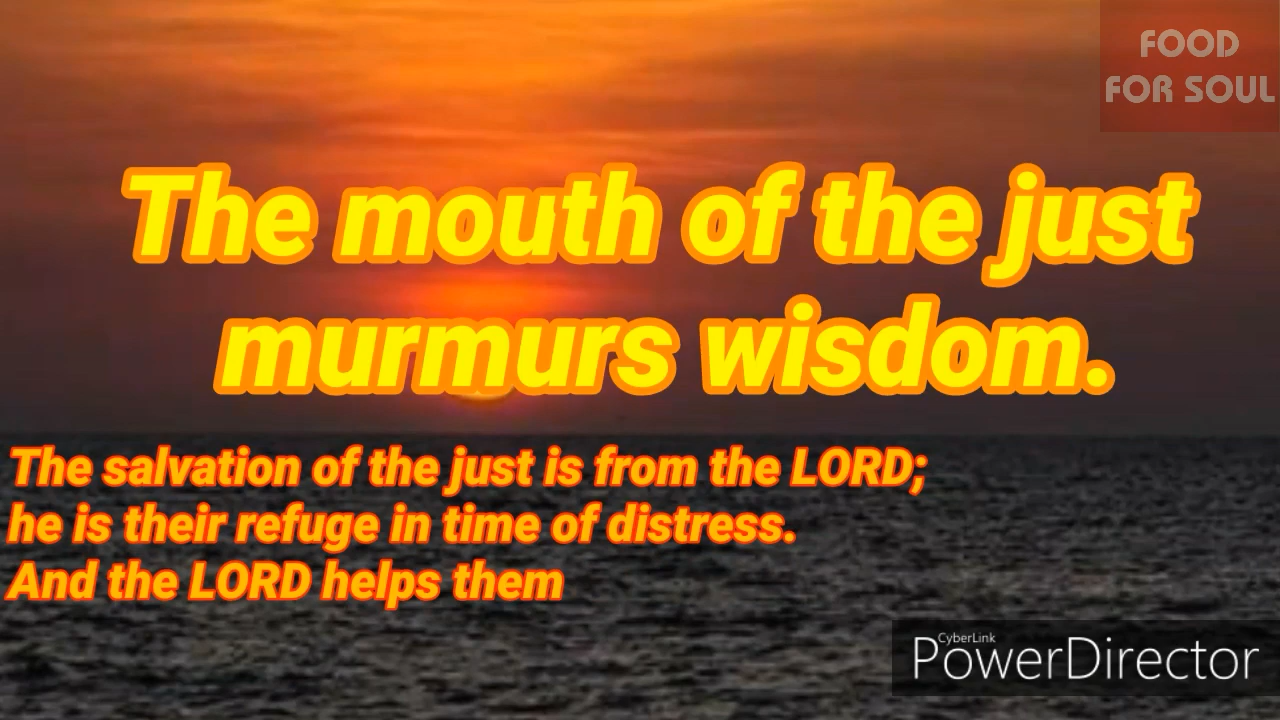 FOOD
FOR SOUL
The mouth of the just
murmurs wisdom.
The salvation of the just is from the LORD;
he is their refuge in time of distress.
And the LORD helps them
CyberLink
PowerDirector